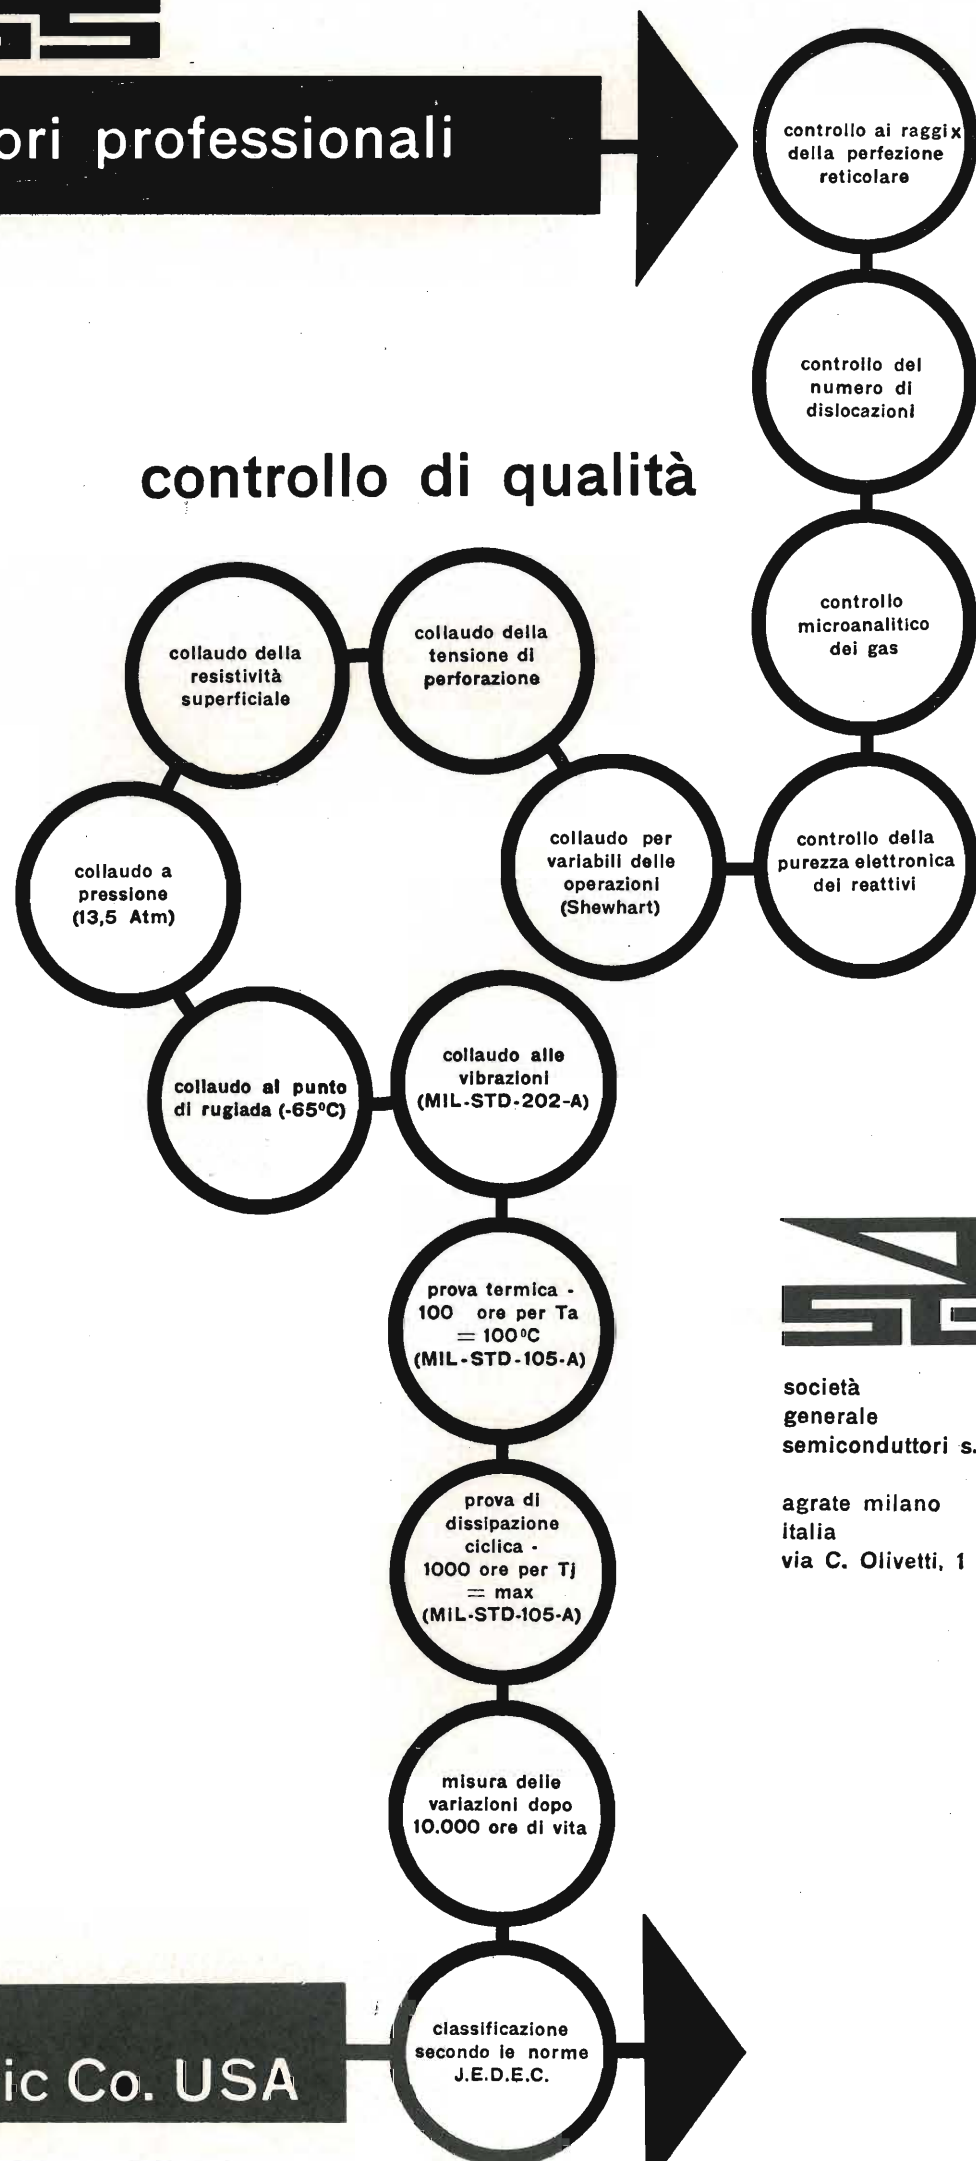 ori professionali
controllo ai raggi x
della perfezione
reticolare
controllo del
numero di
dislocazioni
controllo
microanalitico
dei gas
controllo della
purezza elettronica
dei reattivi
controllo di qualità
collaudo per
variabili delle
operazioni
(Shewhart)
collaudo della
tensione di
perforazione
collaudo della
resistività
superficiale
collaudo a
pressione
(13,5 Atm)
collaudo al punto
di rugiada (-65ºC)
collaudo alle
vibrazioni
(MIL-STD-202-A)
prova termica -
100 ore per Ta
= 100ºC
(MIL-STD-105-A)
prova di
dissipazione
ciclica -
1000 ore per Tj
= max
(MIL-STD-105-A)
misura delle
variazioni dopo
10.000 ore di vita
classificazione
secondo le norme
J.E.D.E.C.
ic Co. USA
società
generale
semiconduttori s.
agrate milano
italia
via C. Olivetti, 1